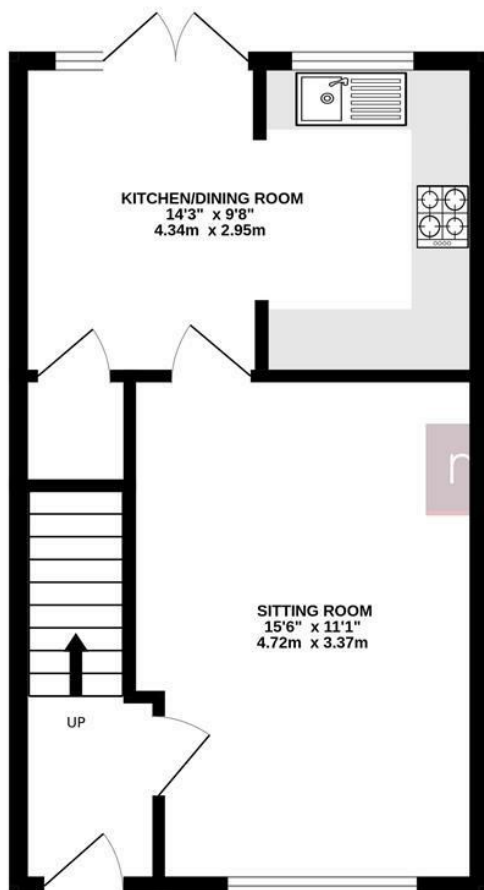 KITCHEN/DINING ROOM
14'3" x 9'8"
4.34m x 2.95m
SITTING ROOM
15'6" x 11'1"
4.72m x 3.37m
UP